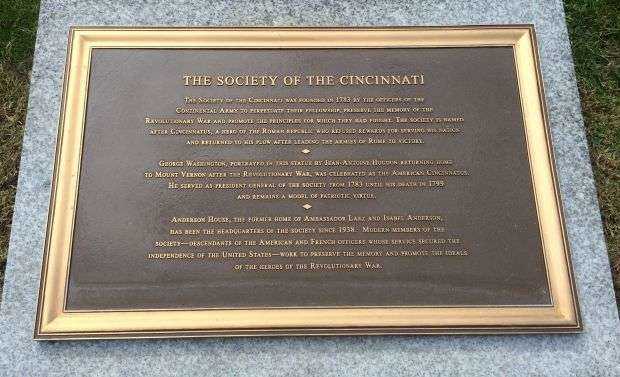 THE SOCIETY OF THE CINCINNATI
THE SOCIETY OF THE CINCINNATI WAS FOUNDED IN 1783 BY THE OFFICERS OF THE
CONTINENTAL ARMY TO PERPETUATE THEIR FELLOWSHIP, PRESERVE THE MEMORY OF THE
REVOLUTIONARY WAR AND PROMOTE THE PRINCIPLES FOR WHICH THEY HAD FOUGHT. THE SOCIETY IS NAMED
AFTER CINCINNATUS, A HERO OF THE ROMAN REPUBLIC WHO REFUSED REWARDS FOR SERVING HIS NATION
AND RETURNED TO HIS PLOW AFTER LEADING THE ARMIES OF ROME TO VICTORY.
GEORGE WASHINGTON, PORTRAYED IN THIS STATUE BY JEAN-ANTOINE HOUDON RETURNING HOME
TO MOUNT VERNON AFTER THE REVOLUTIONARY WAR, WAS CELEBRATED AS THE AMERICAN CINCINNATUS.
HE SERVED AS PRESIDENT GENERAL OF THE SOCIETY FROM 1783 UNTIL HIS DEATH IN 1799
AND REMAINS A MODEL OF PATRIOTIC VIRTUE.
ANDERSON HOUSE, THE FORMER HOME OF AMBASSADOR LARZ AND ISABEL ANDERSON,
HAS BEEN THE HEADQUARTERS OF THE SOCIETY SINCE 1938. MODERN MEMBERS OF THE
SOCIETY—DESCENDANTS OF THE AMERICAN AND FRENCH OFFICERS WHOSE SERVICE SECURED THE
INDEPENDENCE OF THE UNITED STATES—WORK TO PRESERVE THE MEMORY AND PROMOTE THE IDEALS
OF THE HEROES OF THE REVOLUTIONARY WAR.